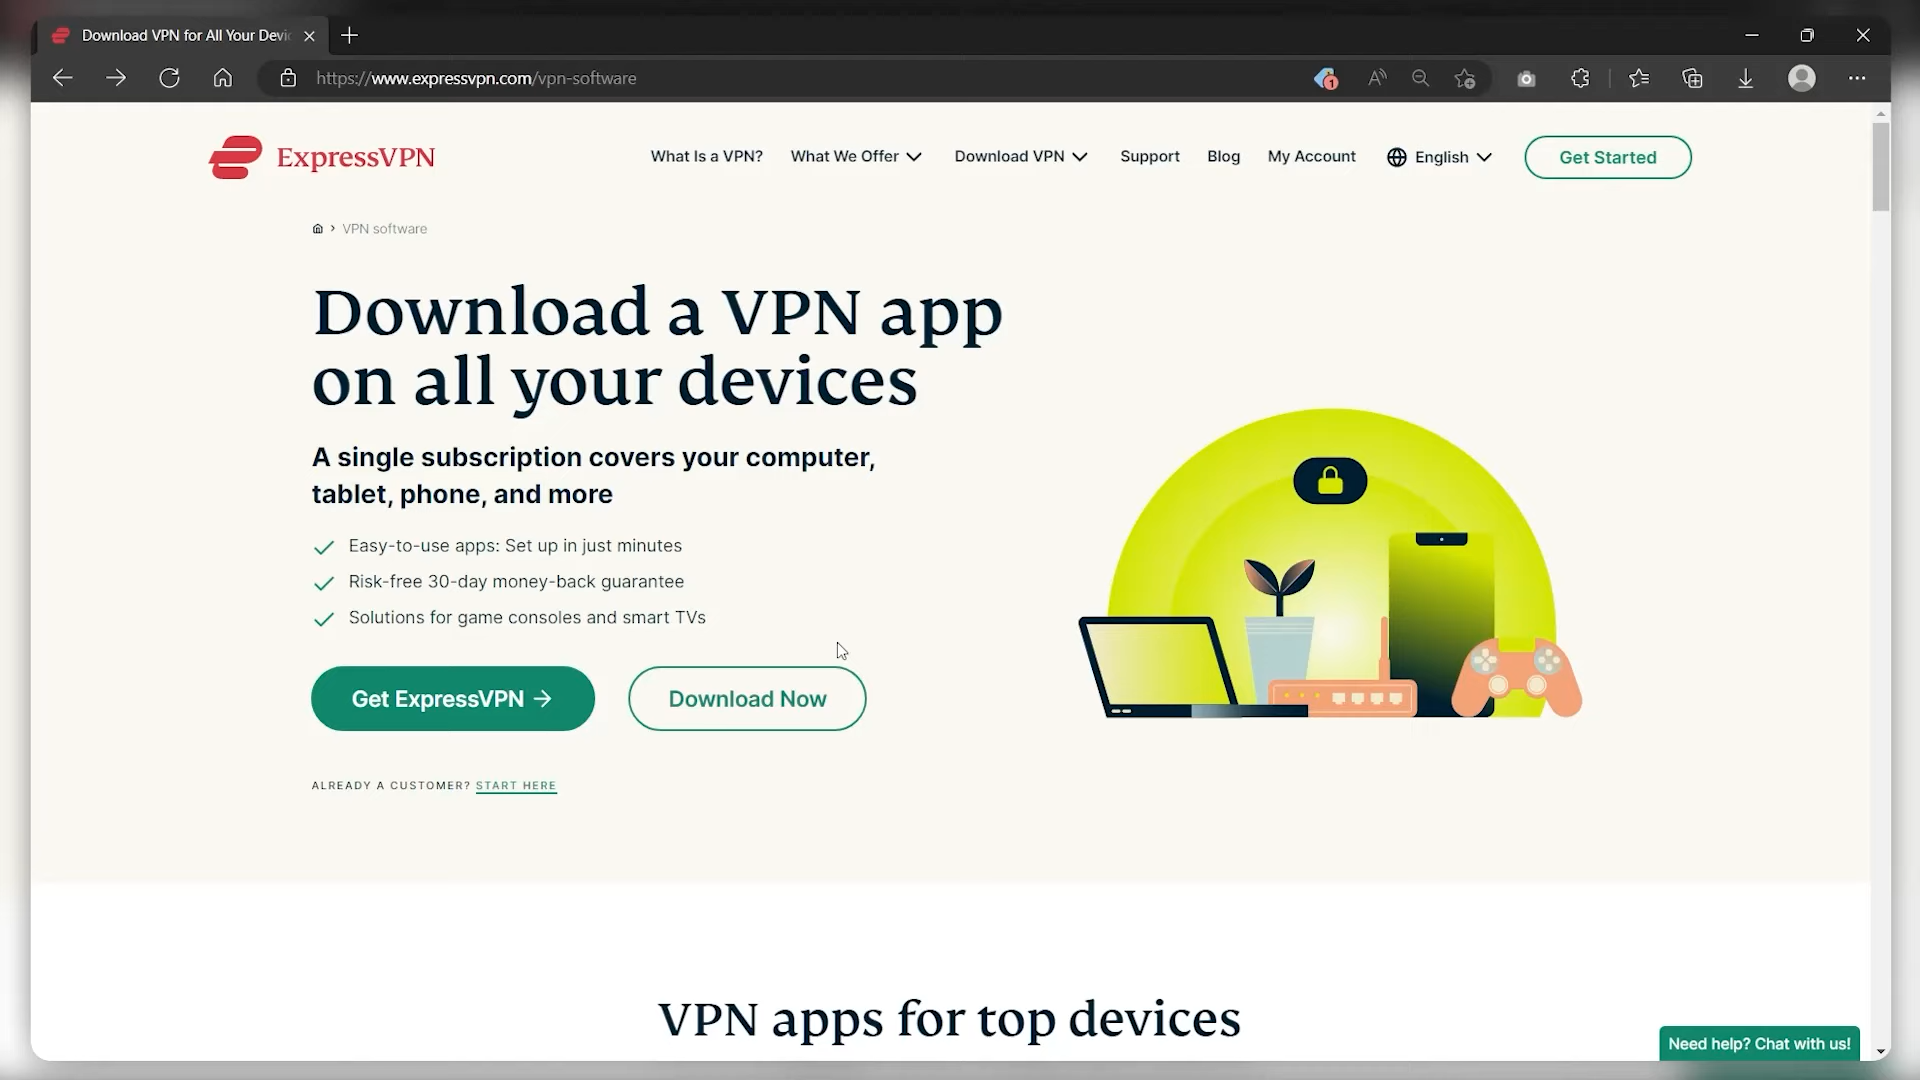 Download VPN for All Your Devi
https://www.expressvpn.com/vpn-software
1
ExpressVPN
What Is a VPN?
What We Offer
Download VPN
Support
Blog
My Account
English
Get Started
VPN software
Download a VPN app
on all your devices
A single subscription covers your computer,
tablet, phone, and more
Easy-to-use apps: Set up in just minutes
Risk-free 30-day money-back guarantee
Solutions for game consoles and smart TVs
Get ExpressVPN
Download Now
ALREADY A CUSTOMER? START HERE
VPN apps for top devices
Need help? Chat with us!